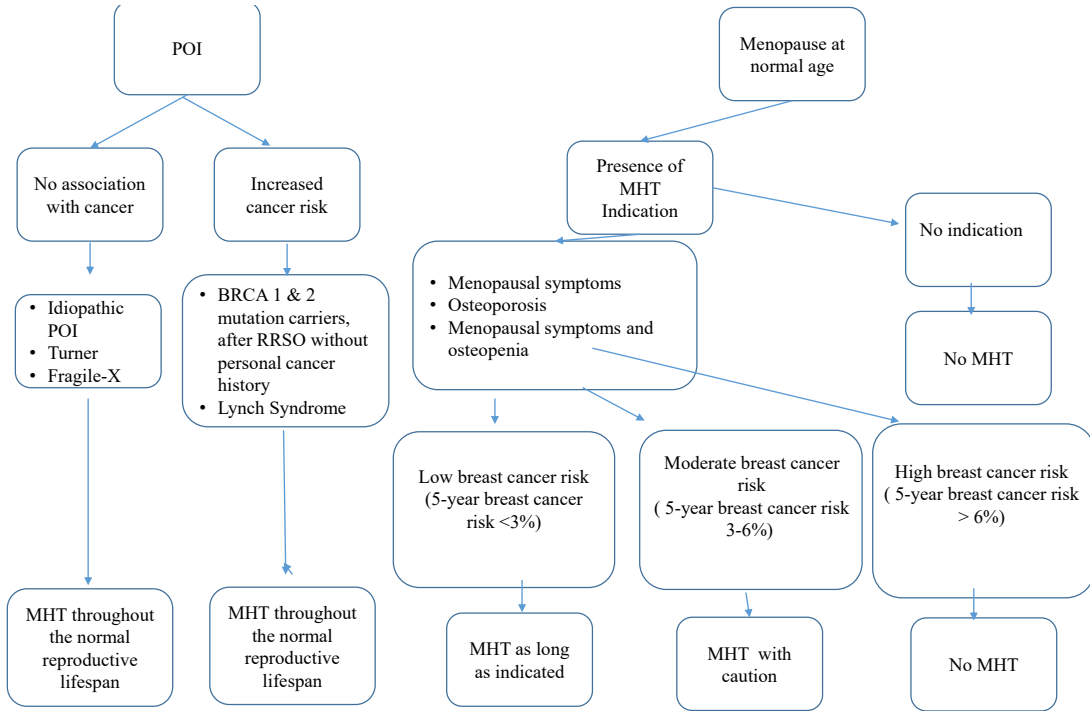 POI
Menopause at
normal age
No association
with cancer
Increased
cancer risk
Presence of
MHT
Indication
No indication
• Idiopathic
POI
• Turner
• Fragile-X
• BRCA 1 & 2
mutation carriers,
after RRSO without
personal cancer
history
• Lynch Syndrome
• Menopausal symptoms
• Osteoporosis
• Menopausal symptoms and
osteopenia
No MHT
Low breast cancer risk
(5-year breast cancer
risk <3%)
Moderate breast cancer
risk
( 5-year breast cancer risk
3-6%)
High breast cancer risk
( 5-year breast cancer risk
> 6%)
MHT throughout
the normal
reproductive
lifespan
MHT throughout
the normal
reproductive
lifespan
MHT as long
as indicated
MHT with
caution
No MHT